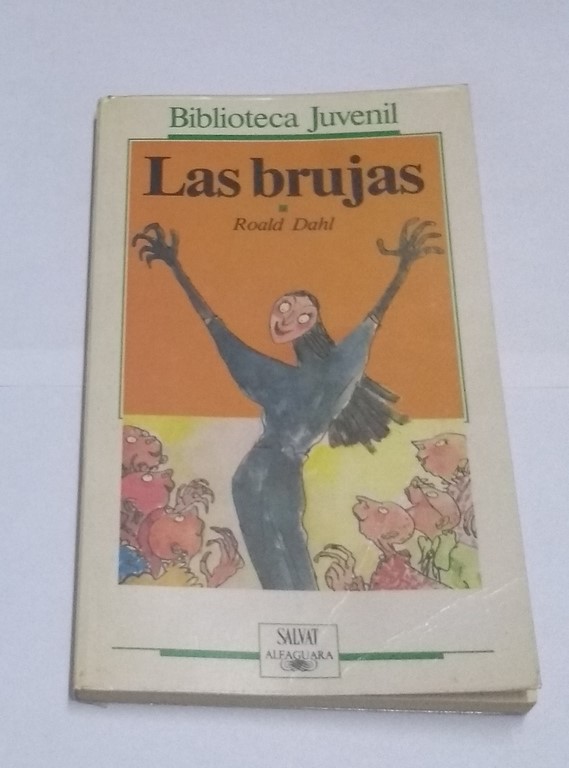 Biblioteca Juvenil
Las brujas
Roald Dahl
SALVAT
ALFAGUARA